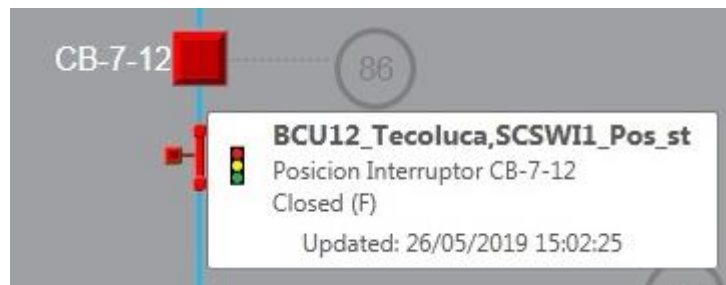 CB-7-12
86
BCU12_Tecoluca,SCSWI1_Pos_st
Posicion Interruptor CB-7-12
Closed (F)
Updated: 26/05/2019 15:02:25